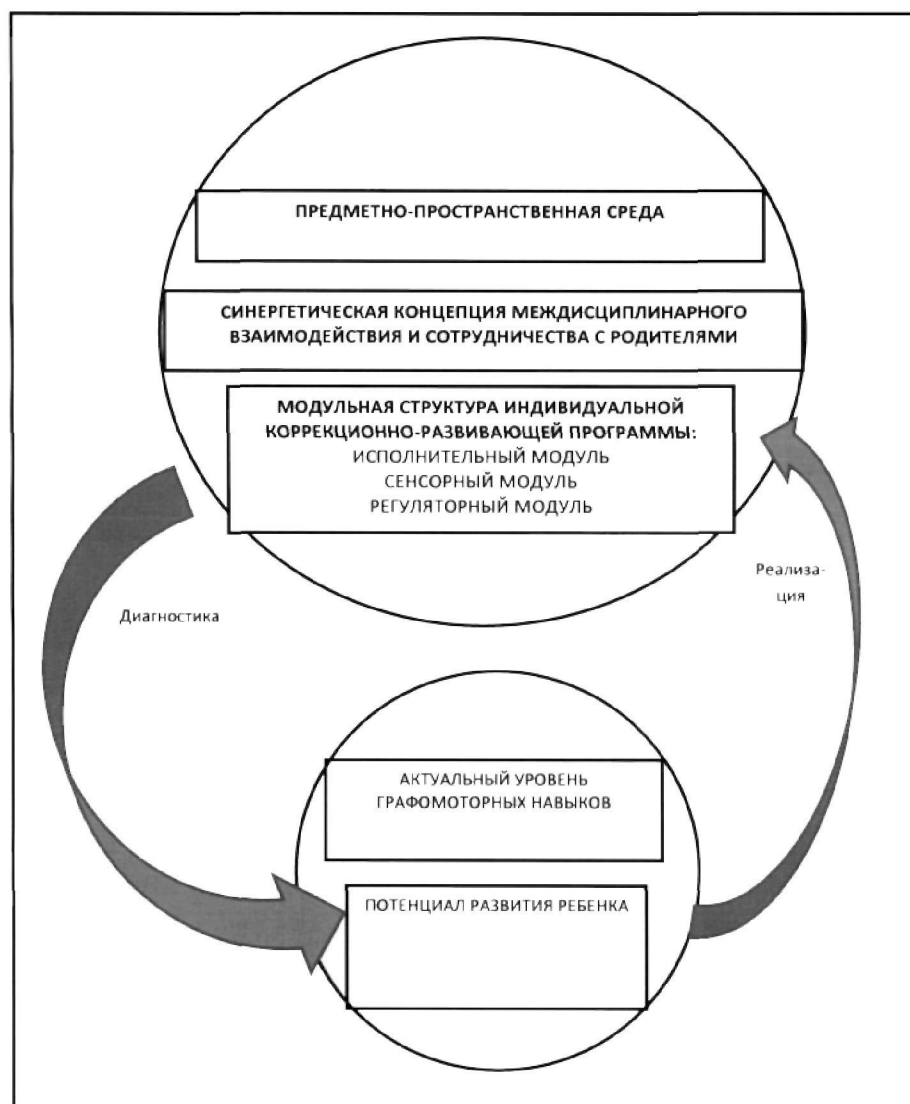 ПРЕДМЕТНО-ПРОСТРАНСТВЕННАЯ СРЕДА
СИНЕРГЕТИЧЕСКАЯ КОНЦЕПЦИЯ МЕЖДИСЦИПЛИНАРНОГО
ВЗАИМОДЕЙСТВИЯ И СОТРУДНИЧЕСТВА С РОДИТЕЛЯМИ
МОДУЛЬНАЯ СТРУКТУРА ИНДИВИДУАЛЬНОЙ
КОРРЕКЦИОННО-РАЗВИВАЮЩЕЙ ПРОГРАММЫ:
ИСПОЛНИТЕЛЬНЫЙ МОДУЛЬ
СЕНСОРНЫЙ МОДУЛЬ
РЕГУЛЯТОРНЫЙ МОДУЛЬ
Диагностика
Реализа-
ция
АКТУАЛЬНЫЙ УРОВЕНЬ
ГРАФОМОТОРНЫХ НАВЫКОВ
ПОТЕНЦИАЛ РАЗВИТИЯ РЕБЕНКА